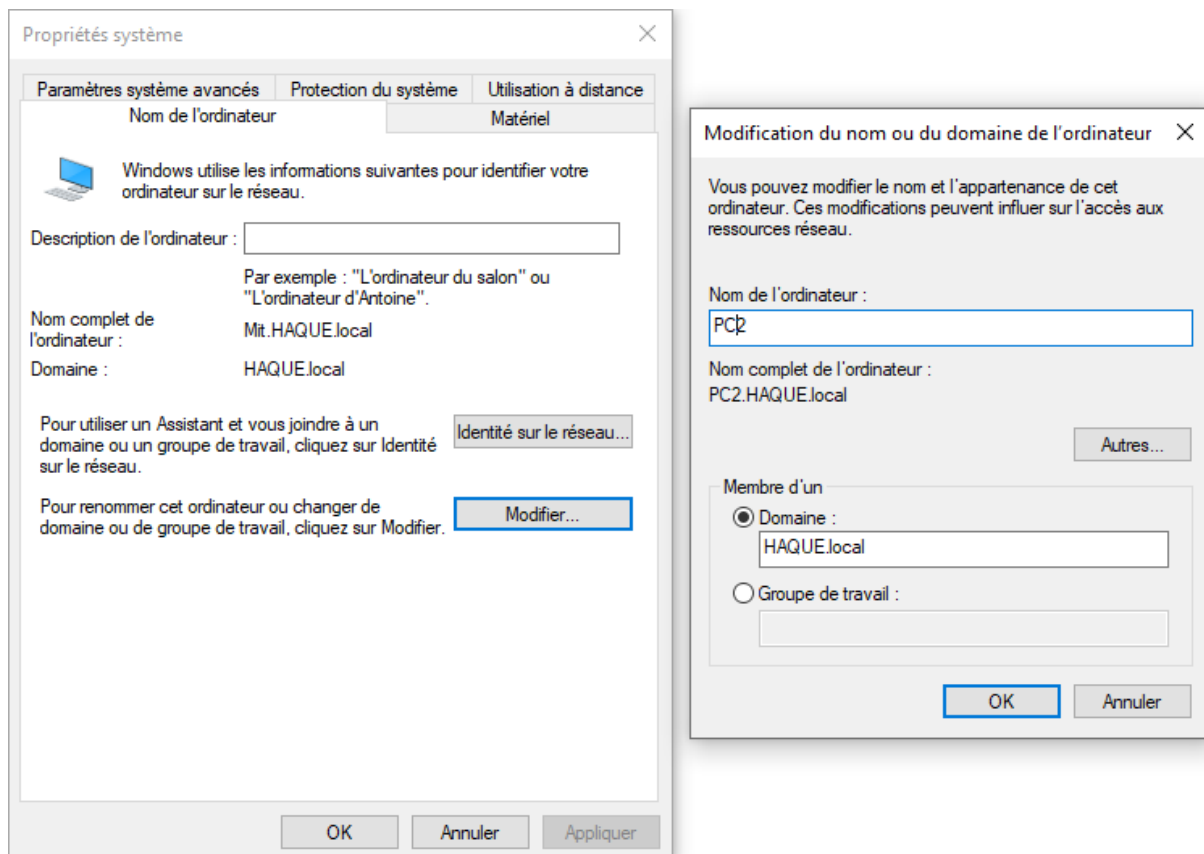 Propriétés système
Paramètres système avancés
Protection du système
Utilisation à distance
Nom de l'ordinateur
Matériel
Windows utilise les informations suivantes pour identifier votre
ordinateur sur le réseau.
Description de l'ordinateur :
Par exemple : "L'ordinateur du salon" ou
"L'ordinateur d'Antoine".
Nom complet de
l'ordinateur :
Mit.HAQUE.local
Domaine :
HAQUE.local
Pour utiliser un Assistant et vous joindre à un
domaine ou un groupe de travail, cliquez sur Identité
sur le réseau.
Identité sur le réseau...
Pour renommer cet ordinateur ou changer de
domaine ou de groupe de travail, cliquez sur Modifier.
Modifier...
OK
Annuler
Appliquer
Modification du nom ou du domaine de l'ordinateur
Vous pouvez modifier le nom et l'appartenance de cet
ordinateur. Ces modifications peuvent influer sur l'accès aux
ressources réseau.
Nom de l'ordinateur :
PC2
Nom complet de l'ordinateur :
PC2.HAQUE.local
Autres...
Membre d'un
Domaine :
HAQUE.local
Groupe de travail :
OK
Annuler